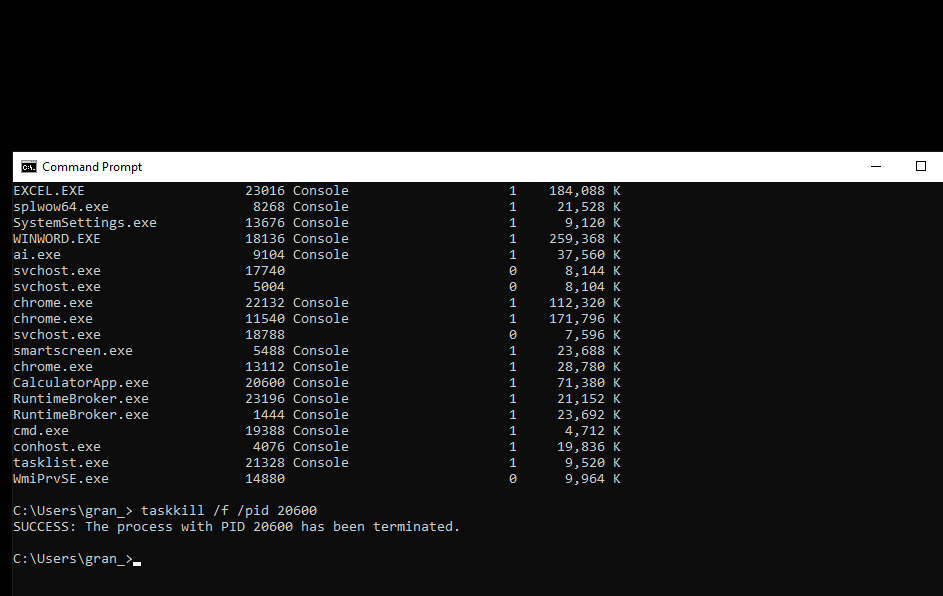 Command Prompt
EXCEL.EXE 23016 Console 1 184,088 K
splwow64.exe 8268 Console 1 21,528 K
SystemSettings.exe 13676 Console 1 9,120 K
WINWORD.EXE 18136 Console 1 259,368 K
ai.exe 9104 Console 1 37,560 K
svchost.exe 17740 0 8,144 K
svchost.exe 5004 0 8,104 K
chrome.exe 22132 Console 1 112,320 K
chrome.exe 11540 Console 1 171,796 K
svchost.exe 18788 0 7,596 K
smartscreen.exe 5488 Console 1 23,688 K
chrome.exe 13112 Console 1 28,780 K
CalculatorApp.exe 20600 Console 1 71,380 K
RuntimeBroker.exe 23196 Console 1 21,152 K
RuntimeBroker.exe 1444 Console 1 23,692 K
cmd.exe 19388 Console 1 4,712 K
conhost.exe 4076 Console 1 19,836 K
tasklist.exe 21328 Console 1 9,520 K
WmiPrvSE.exe 14880 0 9,964 K
C:\Users\gran_> taskkill /f /pid 20600
SUCCESS: The process with PID 20600 has been terminated.
C:\Users\gran_>